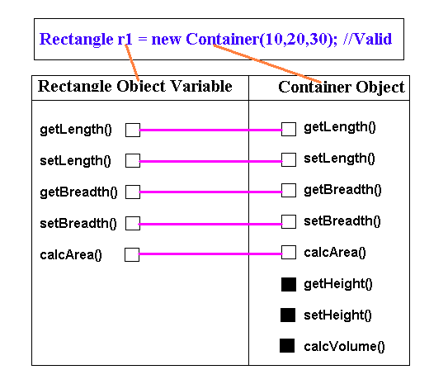 Rectangle r1 = new Container(10,20,30); //Valid
Rectangle Object Variable
Container Object
getLength()
getLength()
setLength()
setLength()
getBreadth()
getBreadth()
setBreadth()
setBreadth()
calcArea()
calcArea()
getHeight()
setHeight()
calcVolume()